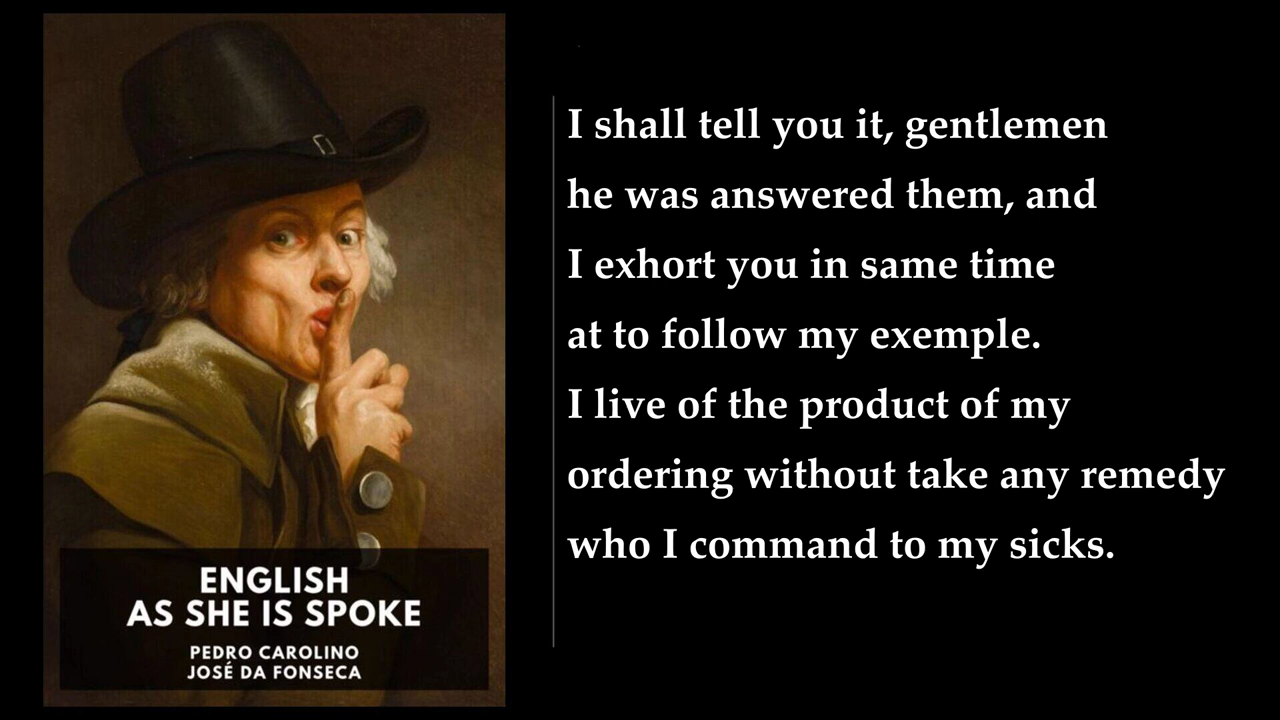 ENGLISH
AS SHE IS SPOKE
PEDRO CAROLINO
JOSÉ DA FONSECA
I shall tell you it, gentlemen
he was answered them, and
I exhort you in same time
at to follow my exemple.
I live of the product of my
ordering without take any remedy
who I command to my sicks.